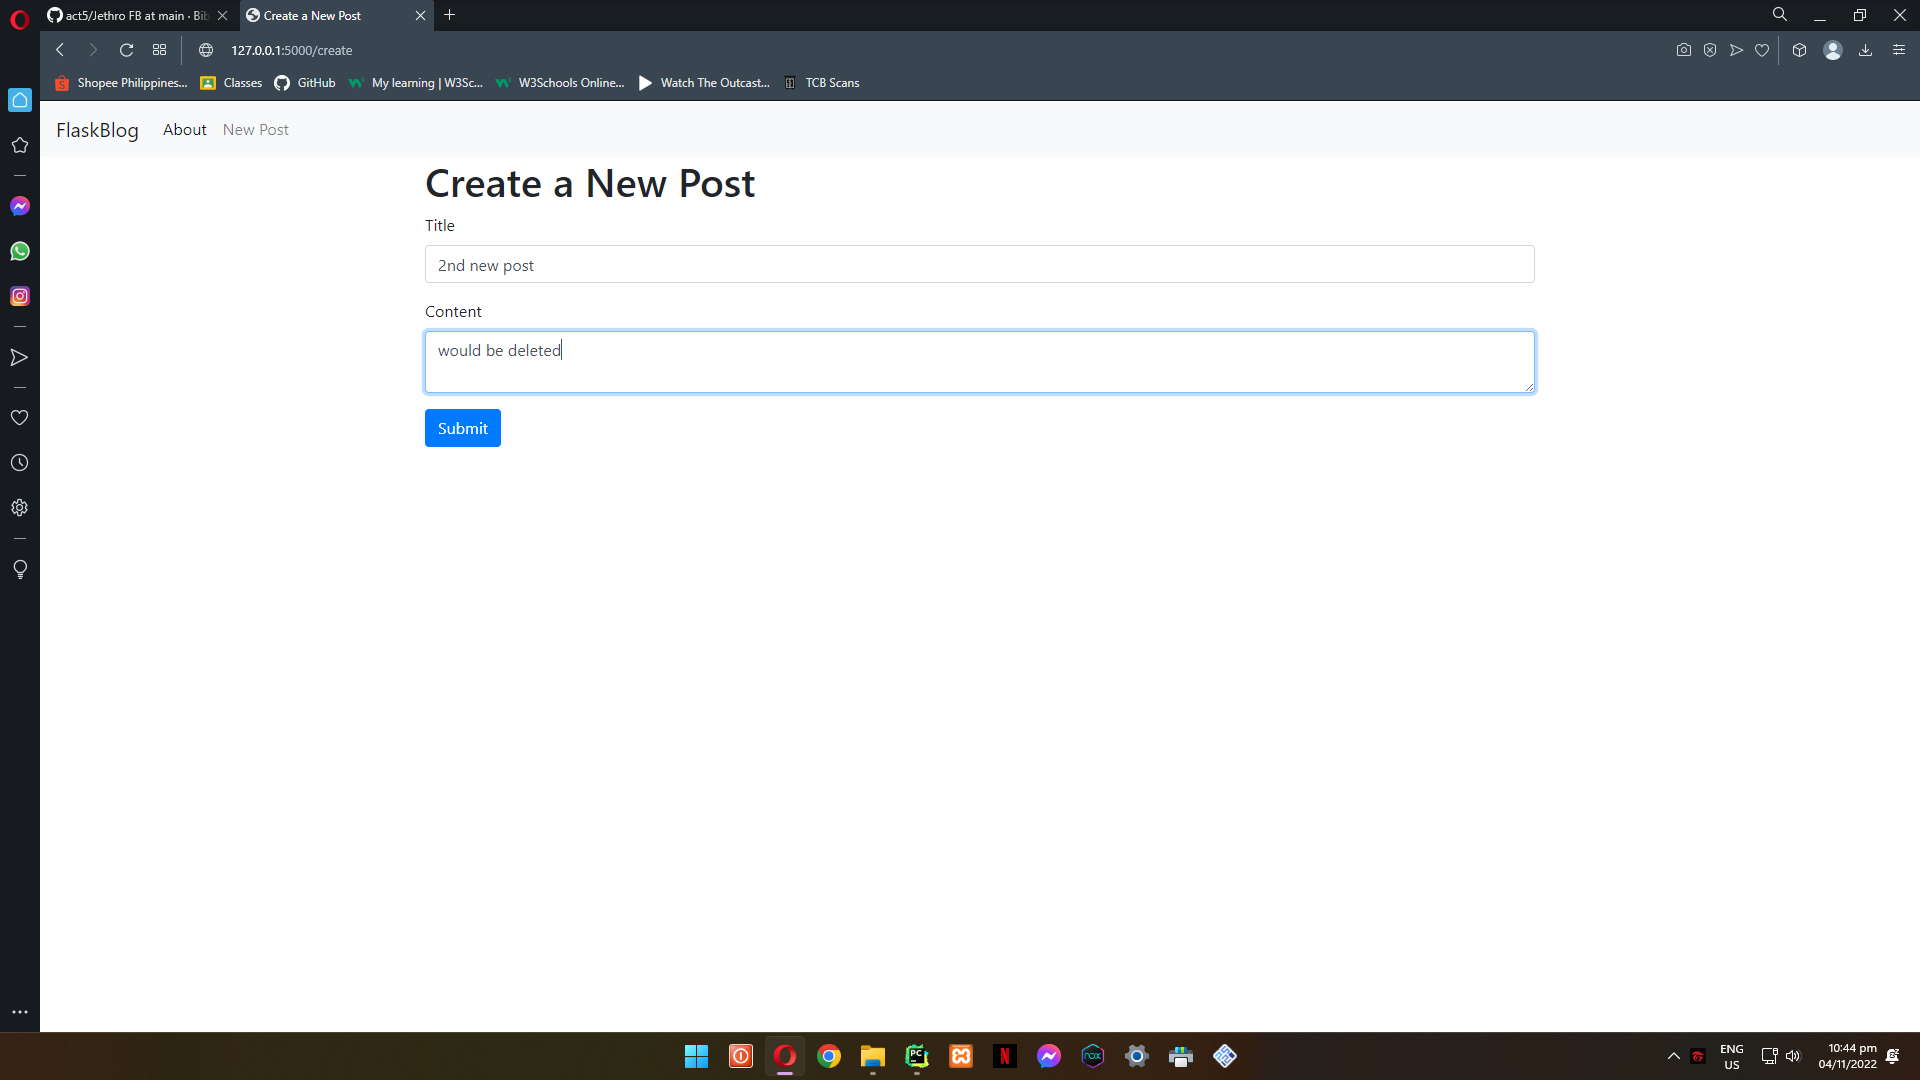 act5/Jethro FB at main · Bib
Create a New Post
127.0.0.1:5000/create
Shopee Philippines...
Classes
GitHub
My learning | W3Sc...
W3Schools Online...
Watch The Outcast...
TCB Scans
FlaskBlog
About
New Post
Create a New Post
Title
2nd new post
Content
would be deleted
Submit
ENG
US
10:44 pm
04/11/2022